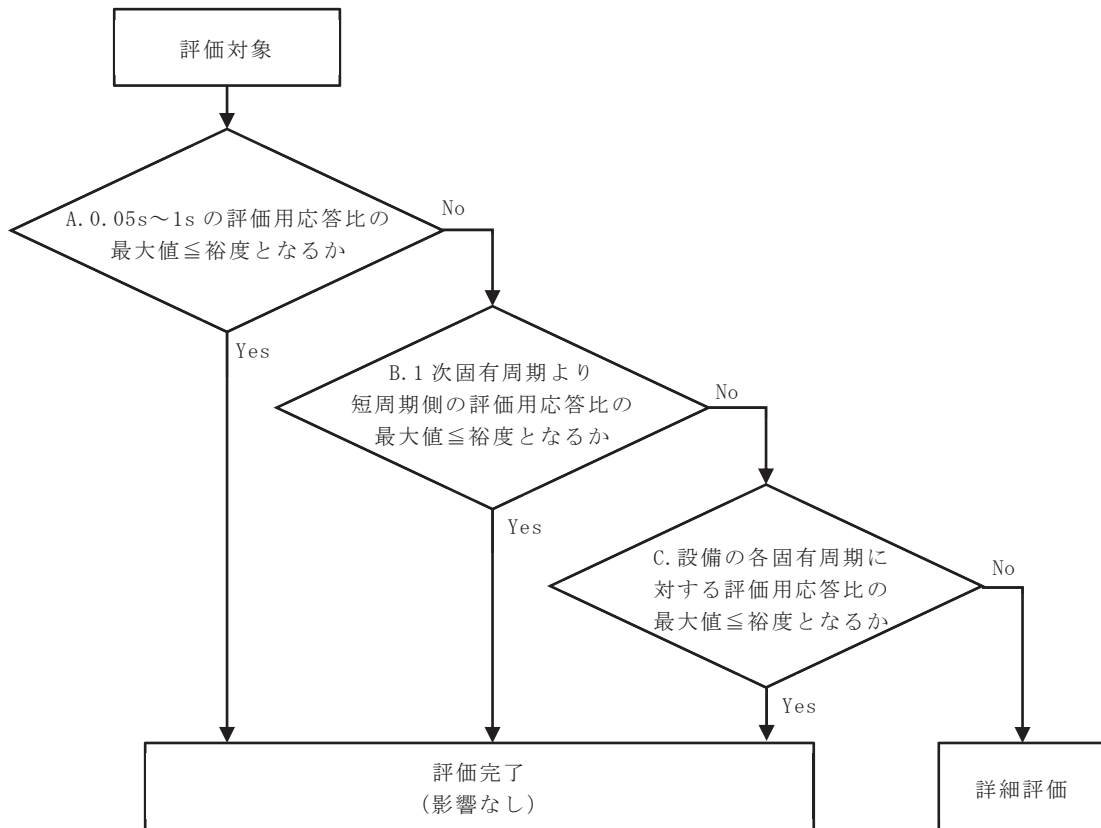 評価対象
A.0.05s～1s の評価用応答比の
最大値≦裕度となるか
No
Yes
B.1 次固有周期より
短周期側の評価用応答比の
最大値≦裕度となるか
No
Yes
C.設備の各固有周期に
対する評価用応答比の
最大値≦裕度となるか
No
Yes
評価完了
(影響なし)
詳細評価